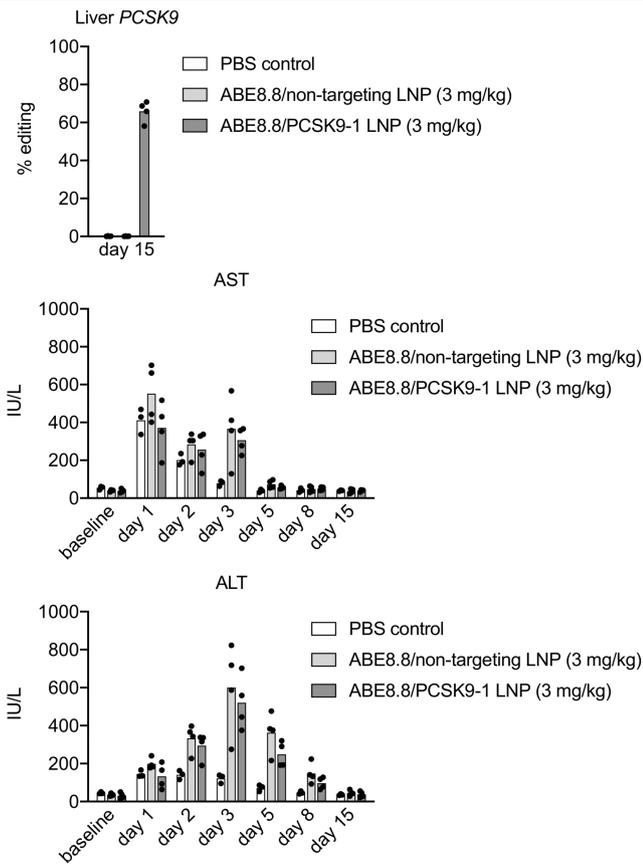 Liver PCSK9
% editing
100
80
60
40
20
0
day 15
PBS control
ABE8.8/non-targeting LNP (3 mg/kg)
ABE8.8/PCSK9-1 LNP (3 mg/kg)
AST
IU/L
1000
800
600
400
200
0
baseline
day 1
day 2
day 3
day 5
day 8
day 15
PBS control
ABE8.8/non-targeting LNP (3 mg/kg)
ABE8.8/PCSK9-1 LNP (3 mg/kg)
ALT
IU/L
1000
800
600
400
200
0
baseline
day 1
day 2
day 3
day 5
day 8
day 15
PBS control
ABE8.8/non-targeting LNP (3 mg/kg)
ABE8.8/PCSK9-1 LNP (3 mg/kg)